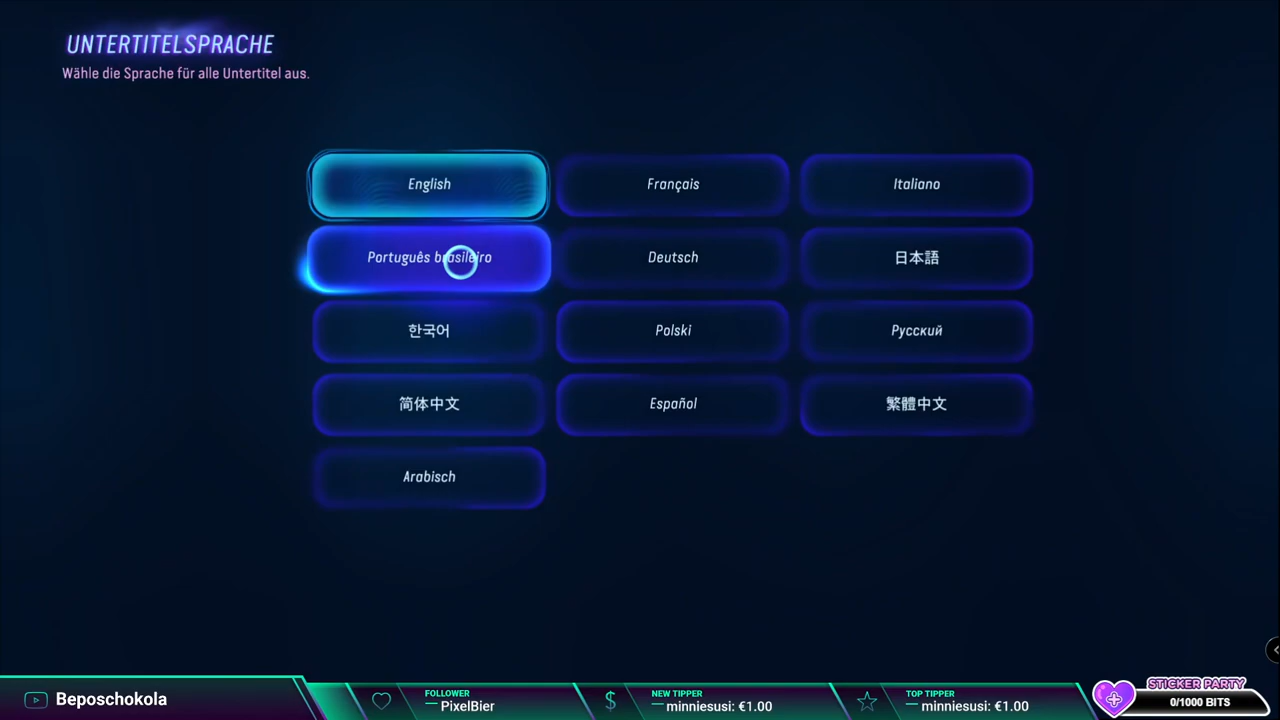 UNTERTITELSPRACHE
Wähle die Sprache für alle Untertitel aus.
English
Français
Italiano
Português brasileiro
Deutsch
日本語
한국어
Polski
Русский
简体中文
Español
繁體中文
Arabisch
Beposchokola
FOLLOWER
PixelBier
$
NEW TIPPER
minniesusi: €1.00
TOP TIPPER
minniesusi: €1.00
STICKER PARTY
0/1000 BITS